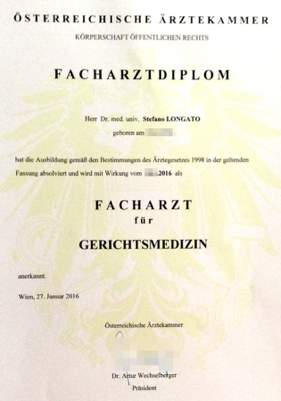 ÖSTERREICHISCHE ÄRZTEKAMMER
KÖRPERSCHAFT ÖFFENTLICHEN RECHTS
FACHARZTDIPLOM
Herr Dr. med. univ. Stefano LONGATO
geboren am
hat die Ausbildung gemäß den Bestimmungen des Ärztegesetzes 1998 in der geltenden
Fassung absolviert und wird mit Wirkung vom .2016 als
FACHARZT
für
GERICHTSMEDIZIN
anerkannt.
Wien, 27. Januar 2016
Österreichische Ärztekammer
Dr. Artur Wechselberger
Präsident